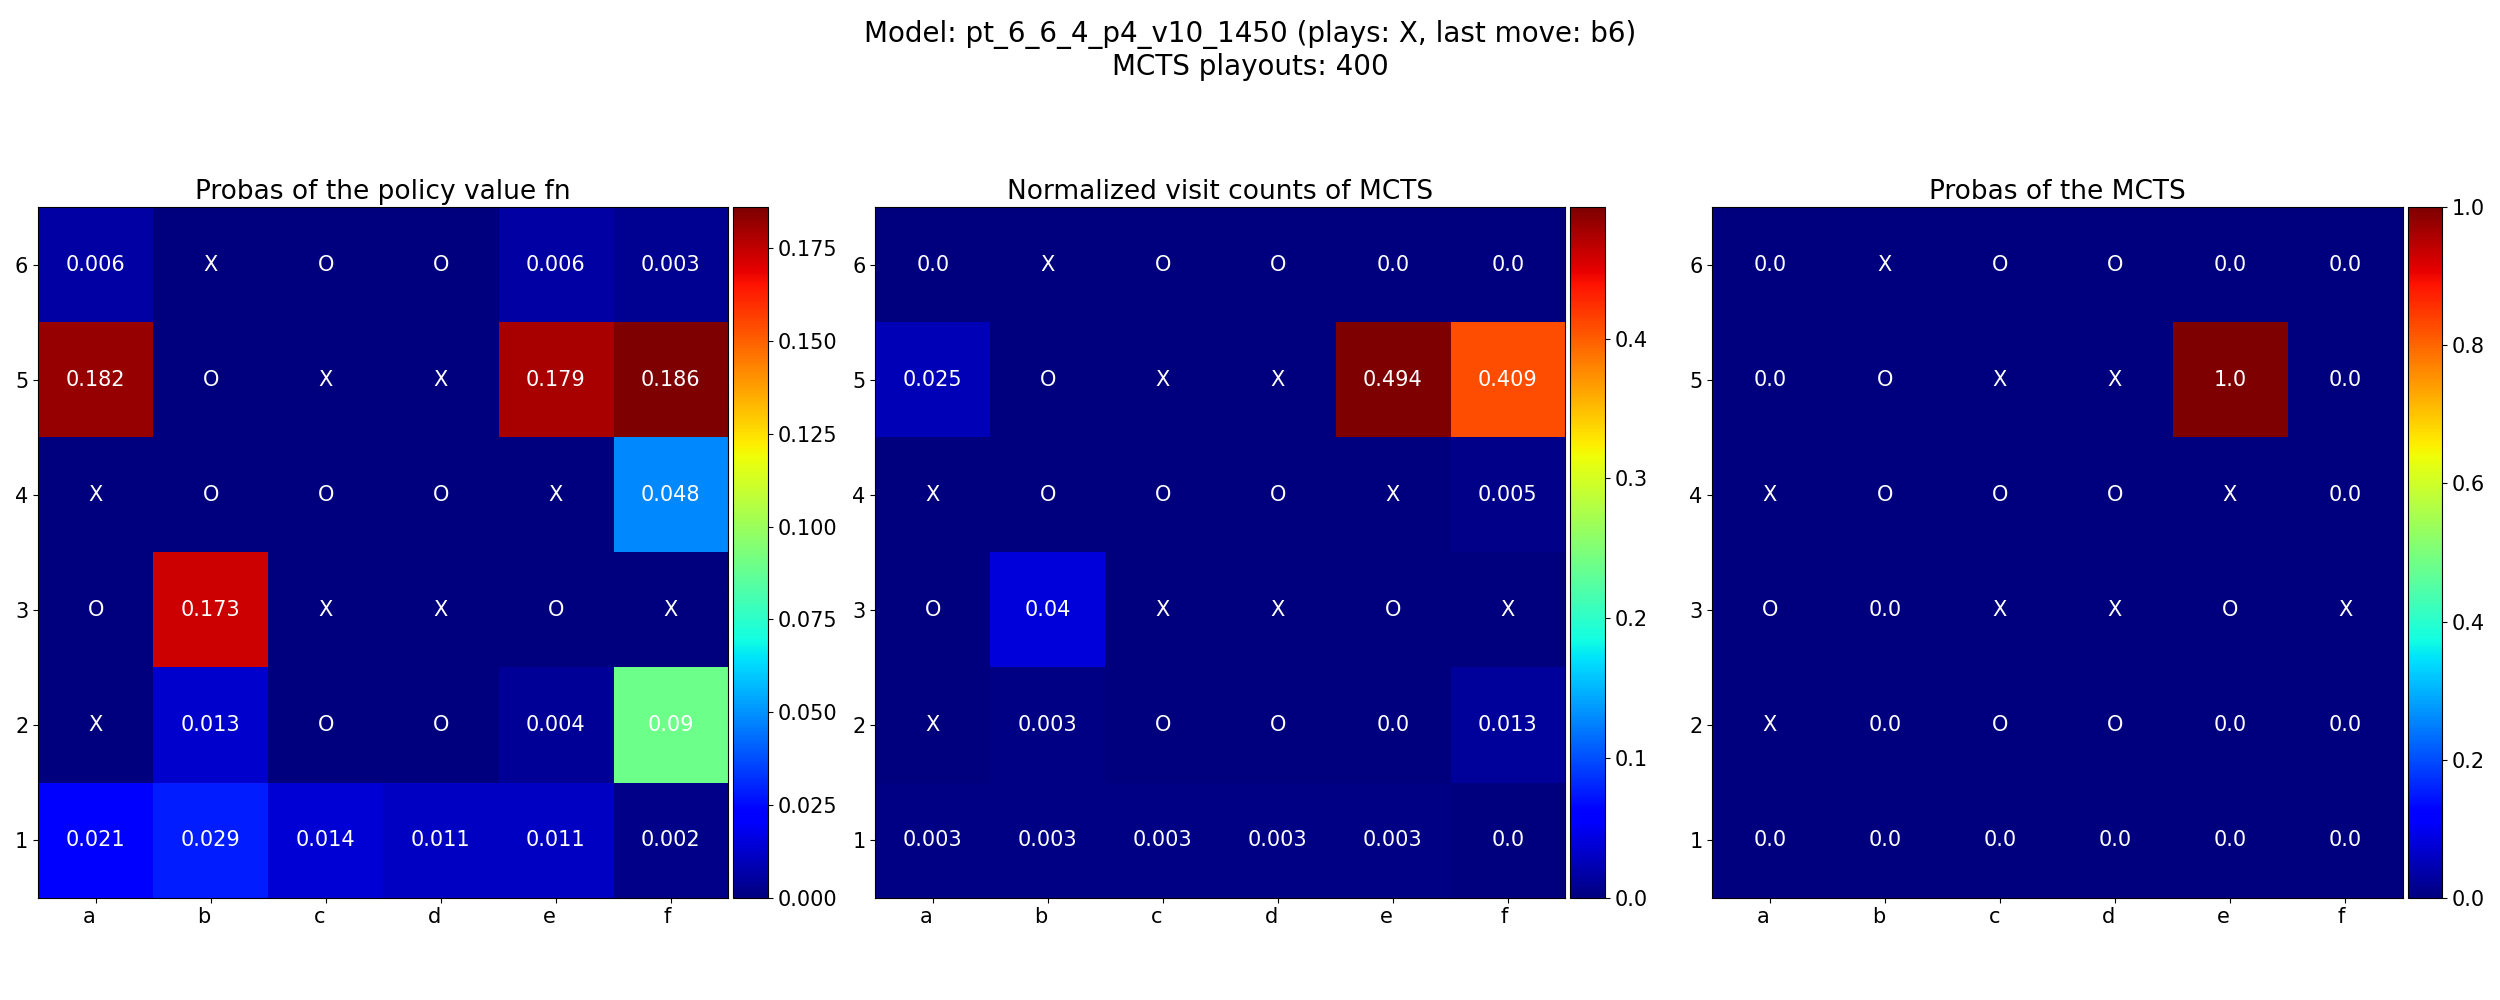 Model: pt_6_6_4_p4_v10_1450 (plays: X, last move: b6)
MCTS playouts: 400
Probas of the policy value fn
6 0.006 X O O 0.006 0.003
5 0.182 O X X 0.179 0.186
4 X O O O X 0.048
3 O 0.173 X X O X
2 X 0.013 O O 0.004 0.09
1 0.021 0.029 0.014 0.011 0.011 0.002
a b c d e f
0.175
0.150
0.125
0.100
0.075
0.050
0.025
0.000
Normalized visit counts of MCTS
6 0.0 X O O 0.0 0.0
5 0.025 O X X 0.494 0.409
4 X O O O X 0.005
3 O 0.04 X X O X
2 X 0.003 O O 0.0 0.013
1 0.003 0.003 0.003 0.003 0.003 0.0
a b c d e f
0.4
0.3
0.2
0.1
0.0
Probas of the MCTS
6 0.0 X O O 0.0 0.0
5 0.0 O X X 1.0 0.0
4 X O O O X 0.0
3 O 0.0 X X O X
2 X 0.0 O O 0.0 0.0
1 0.0 0.0 0.0 0.0 0.0 0.0
a b c d e f
1.0
0.8
0.6
0.4
0.2
0.0